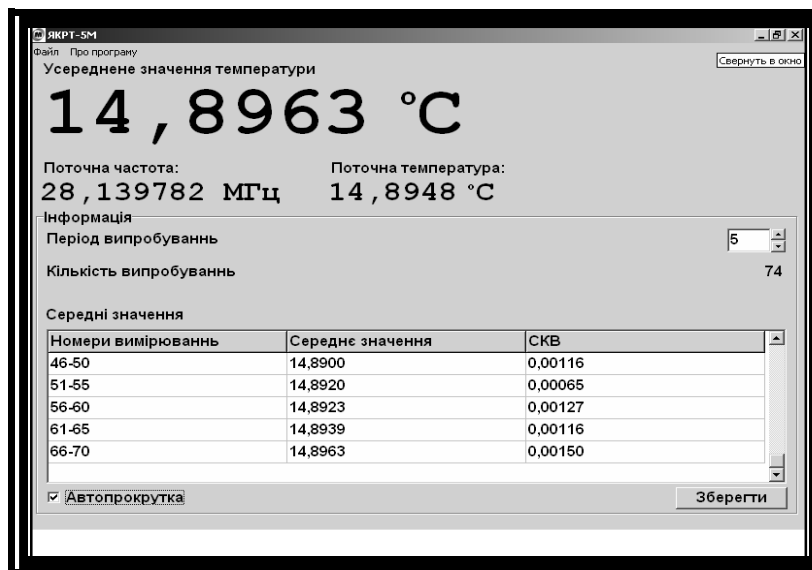 ЯКРТ-5М
Файл Про програму
Свернуть в окно
Усереднене значення температури
14,8963 °C
Поточна частота: Поточна температура:
28,139782 МГц 14,8948 °C
Інформація
Період випробуваннь 5
Кількість випробуваннь 74
Середні значення
Номери вимірюваннь Середнє значення СКВ
46-50 14,8900 0,00116
51-55 14,8920 0,00065
56-60 14,8923 0,00127
61-65 14,8939 0,00116
66-70 14,8963 0,00150
Автопрокрутка Зберегти